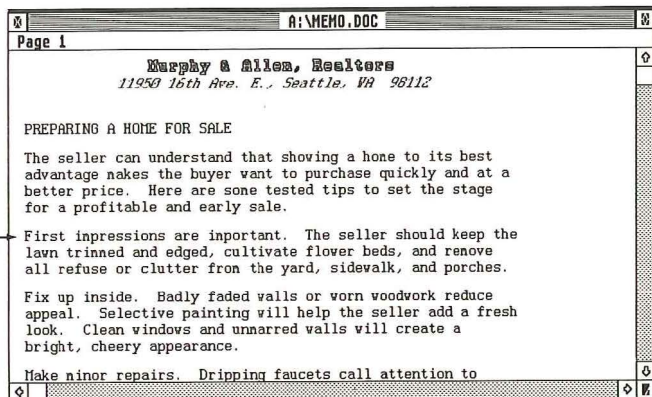 A:\MEMO.DOC
Page 1
Murphy & Allen, Realtors
11950 16th Ave. E., Seattle, WA 98112
PREPARING A HOME FOR SALE
The seller can understand that showing a home to its best
advantage makes the buyer want to purchase quickly and at a
better price. Here are some tested tips to set the stage
for a profitable and early sale.
First impressions are important. The seller should keep the
lawn trimmed and edged, cultivate flower beds, and remove
all refuse or clutter from the yard, sidewalk, and porches.
Fix up inside. Badly faded walls or worn woodwork reduce
appeal. Selective painting will help the seller add a fresh
look. Clean windows and unmarred walls will create a
bright, cheery appearance.
Make minor repairs. Dripping faucets call attention to